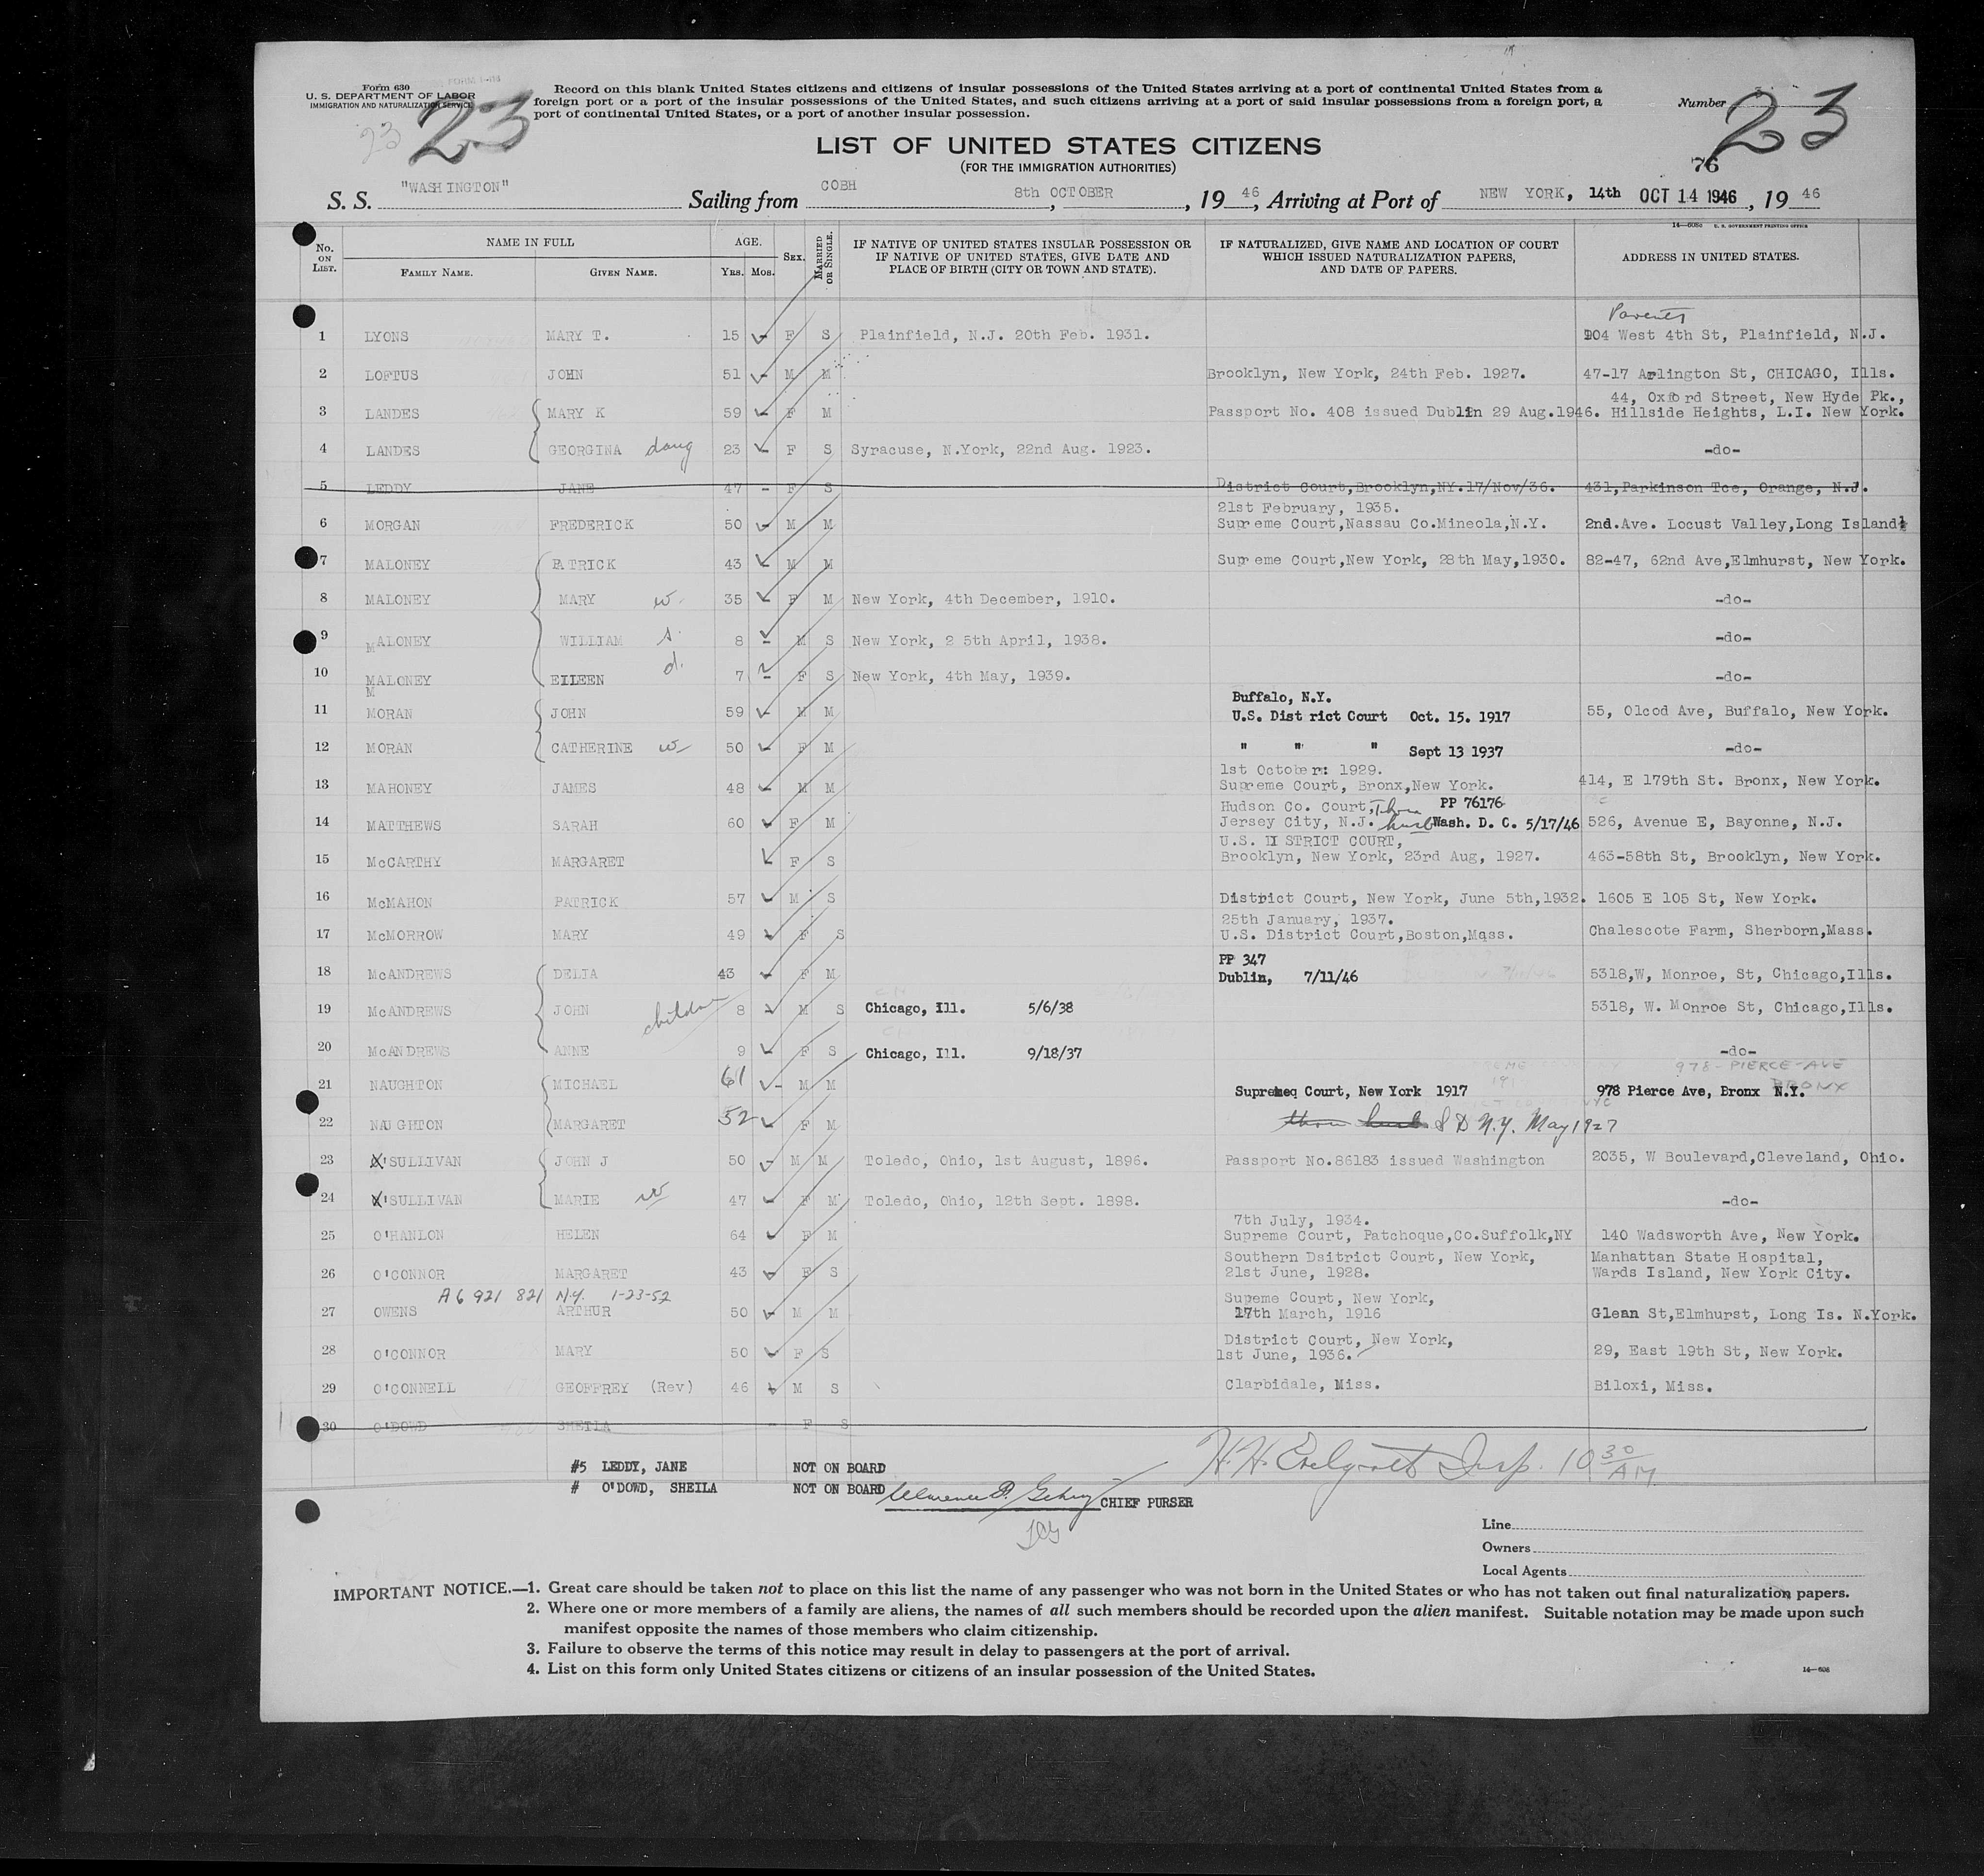 FORM I-416
Form 630
U. S. DEPARTMENT OF LABOR
IMMIGRATION AND NATURALIZATION SERVICE
23 23
Record on this blank United States citizens and citizens of insular possessions of the United States arriving at a port of continental United States from a
foreign port or a port of the insular possessions of the United States, and such citizens arriving at a port of said insular possessions from a foreign port, a
port of continental United States, or a port of another insular possession.
Number 23
LIST OF UNITED STATES CITIZENS
(FOR THE IMMIGRATION AUTHORITIES)
76
S. S. "WASHINGTON" Sailing from COBH 8th OCTOBER, 1946, Arriving at Port of NEW YORK, 14th OCT 14 1946, 1946
14—608c U. S. GOVERNMENT PRINTING OFFICE
No. ON LIST. NAME IN FULL FAMILY NAME. GIVEN NAME. AGE. YRS. MOS. SEX. MARRIED OR SINGLE. IF NATIVE OF UNITED STATES INSULAR POSSESSION OR IF NATIVE OF UNITED STATES, GIVE DATE AND PLACE OF BIRTH (CITY OR TOWN AND STATE). IF NATURALIZED, GIVE NAME AND LOCATION OF COURT WHICH ISSUED NATURALIZATION PAPERS, AND DATE OF PAPERS. ADDRESS IN UNITED STATES.
Parents
1 LYONS MARY T. 15 F S Plainfield, N.J. 20th Feb. 1931. 904 West 4th St, Plainfield, N.J.
2 LOFTUS JOHN 51 - M M Brooklyn, New York, 24th Feb. 1927. 47-17 Arlington St, CHICAGO, Ills.
44, Oxford Street, New Hyde Pk.,
3 LANDES MARY K 59 - F M Passport No. 408 issued Dublin 29 Aug.1946. Hillside Heights, L.I. New York.
4 LANDES GEORGINA daug 23 - F S Syracuse, N.York, 22nd Aug. 1923. -do-
5 LEDDY JANE 47 - F S District Court,Brooklyn,NY.17/Nov/36. 431,Parkinson Tce, Orange, N.J.
21st February, 1935.
6 MORGAN FREDERICK 50 - M M Supreme Court,Nassau Co.Mineola,N.Y. 2nd.Ave. Locust Valley,Long Island
7 MALONEY PATRICK 43 M M Supr eme Court,New York, 28th May,1930. 82-47, 62nd Ave,Elmhurst, New York.
8 MALONEY MARY w. 35 - F M New York, 4th December, 1910. -do-
9 MALONEY WILLIAM s. 8 - M S New York, 2 5th April, 1938. -do-
10 MALONEY EILEEN d. 7 - F S New York, 4th May, 1939. -do-
M
Buffalo, N.Y.
11 MORAN JOHN 59 - M M U.S. Dist rict Court Oct. 15. 1917 55, Olcod Ave, Buffalo, New York.
12 MORAN CATHERINE w 50 - F M " " " Sept 13 1937 -do-
1st October: 1929.
13 MAHONEY JAMES 48 - M M Supreme Court, Bronx,New York. 414, E 179th St. Bronx, New York.
Hudson Co. Court, Thru PP 76176
14 MATTHEWS SARAH 60 F M Jersey City, N.J. husb Wash. D. C. 5/17/46 526, Avenue E, Bayonne, N.J.
U.S. DISTRICT COURT,
15 McCARTHY MARGARET F S Brooklyn, New York, 23rd Aug, 1927. 463-58th St, Brooklyn, New York.
16 McMAHON PATRICK 57 - M S District Court, New York, June 5th,1932. 1605 E 105 St, New York.
25th January, 1937.
17 McMORROW MARY 49 - F S U.S. District Court,Boston,Mass. Chalescote Farm, Sherborn,Mass.
PP 347
18 McANDREWS DELIA 43 - F M Dublin, 7/11/46 5318,W, Monroe, St, Chicago,Ills.
19 McANDREWS JOHN children 8 - M S Chicago, Ill. 5/6/38 5318, W. Monroe St, Chicago,Ills.
20 McANDREWS ANNE 9 - F S Chicago, Ill. 9/18/37 -do-
978 - PIERCE-AVE
BRONX
21 NAUGHTON MICHAEL 61 - M M Supremeq Court, New York 1917 978 Pierce Ave, Bronx N.Y.
22 NAUGHTON MARGARET 52 F M thru husb S D N.Y. May 1927
23 O'SULLIVAN JOHN J 50 - M M Toledo, Ohio, 1st August, 1896. Passport No.86183 issued Washington 2035, W Boulevard,Cleveland, Ohio.
24 O'SULLIVAN MARIE w 47 - F M Toledo, Ohio, 12th Sept. 1898. -do-
7th July, 1934.
25 O'HANLON HELEN 64 - F M Supreme Court, Patchoque,Co.Suffolk,NY 140 Wadsworth Ave, New York.
Southern Dsitrict Court, New York, Manhattan State Hospital,
26 O'CONNOR MARGARET 43 - F S 21st June, 1928. Wards Island, New York City.
A6 921 821 N.Y. 1-23-52
Supeme Court, New York,
27 OWENS ARTHUR 50 - M M 17th March, 1916 Glean St,Elmhurst, Long Is. N.York.
District Court, New York,
28 O'CONNOR MARY 50 - F S 1st June, 1936. 29, East 19th St, New York.
29 O'CONNELL GEOFFREY (Rev) 46 M S Clarbidale, Miss. Biloxi, Miss.
30 O'DOWD SHEILA - F S
#5 LEDDY, JANE NOT ON BOARD
# O'DOWD, SHEILA NOT ON BOARD CHIEF PURSER
Insp. 10 30 AM
Line
Owners
Local Agents
IMPORTANT NOTICE.—1. Great care should be taken not to place on this list the name of any passenger who was not born in the United States or who has not taken out final naturalization papers.
2. Where one or more members of a family are aliens, the names of all such members should be recorded upon the alien manifest. Suitable notation may be made upon such
manifest opposite the names of those members who claim citizenship.
3. Failure to observe the terms of this notice may result in delay to passengers at the port of arrival.
4. List on this form only United States citizens or citizens of an insular possession of the United States.
14—608